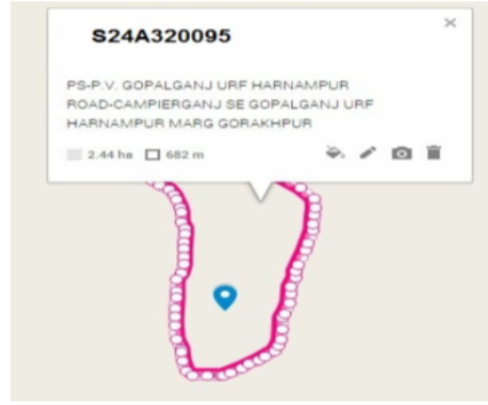 S24A320095
PS-P.V. GOPALGANJ URF HARNAMPUR
ROAD-CAMPIERGANJ SE GOPALGANJ URF
HARNAMPUR MARG GORAKHPUR
2.44 ha 682 m